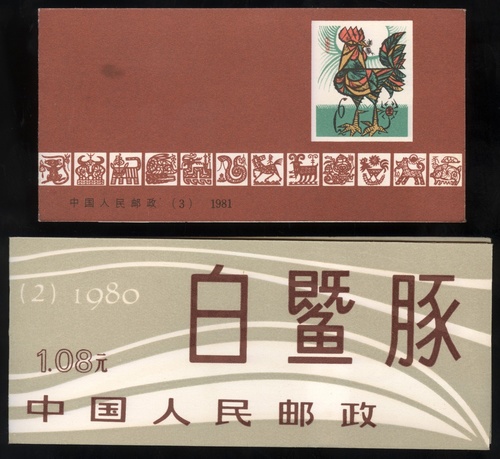 中国人民邮政 (3) 1981
(2) 1980
白鱀豚
1.08元
中国人民邮政